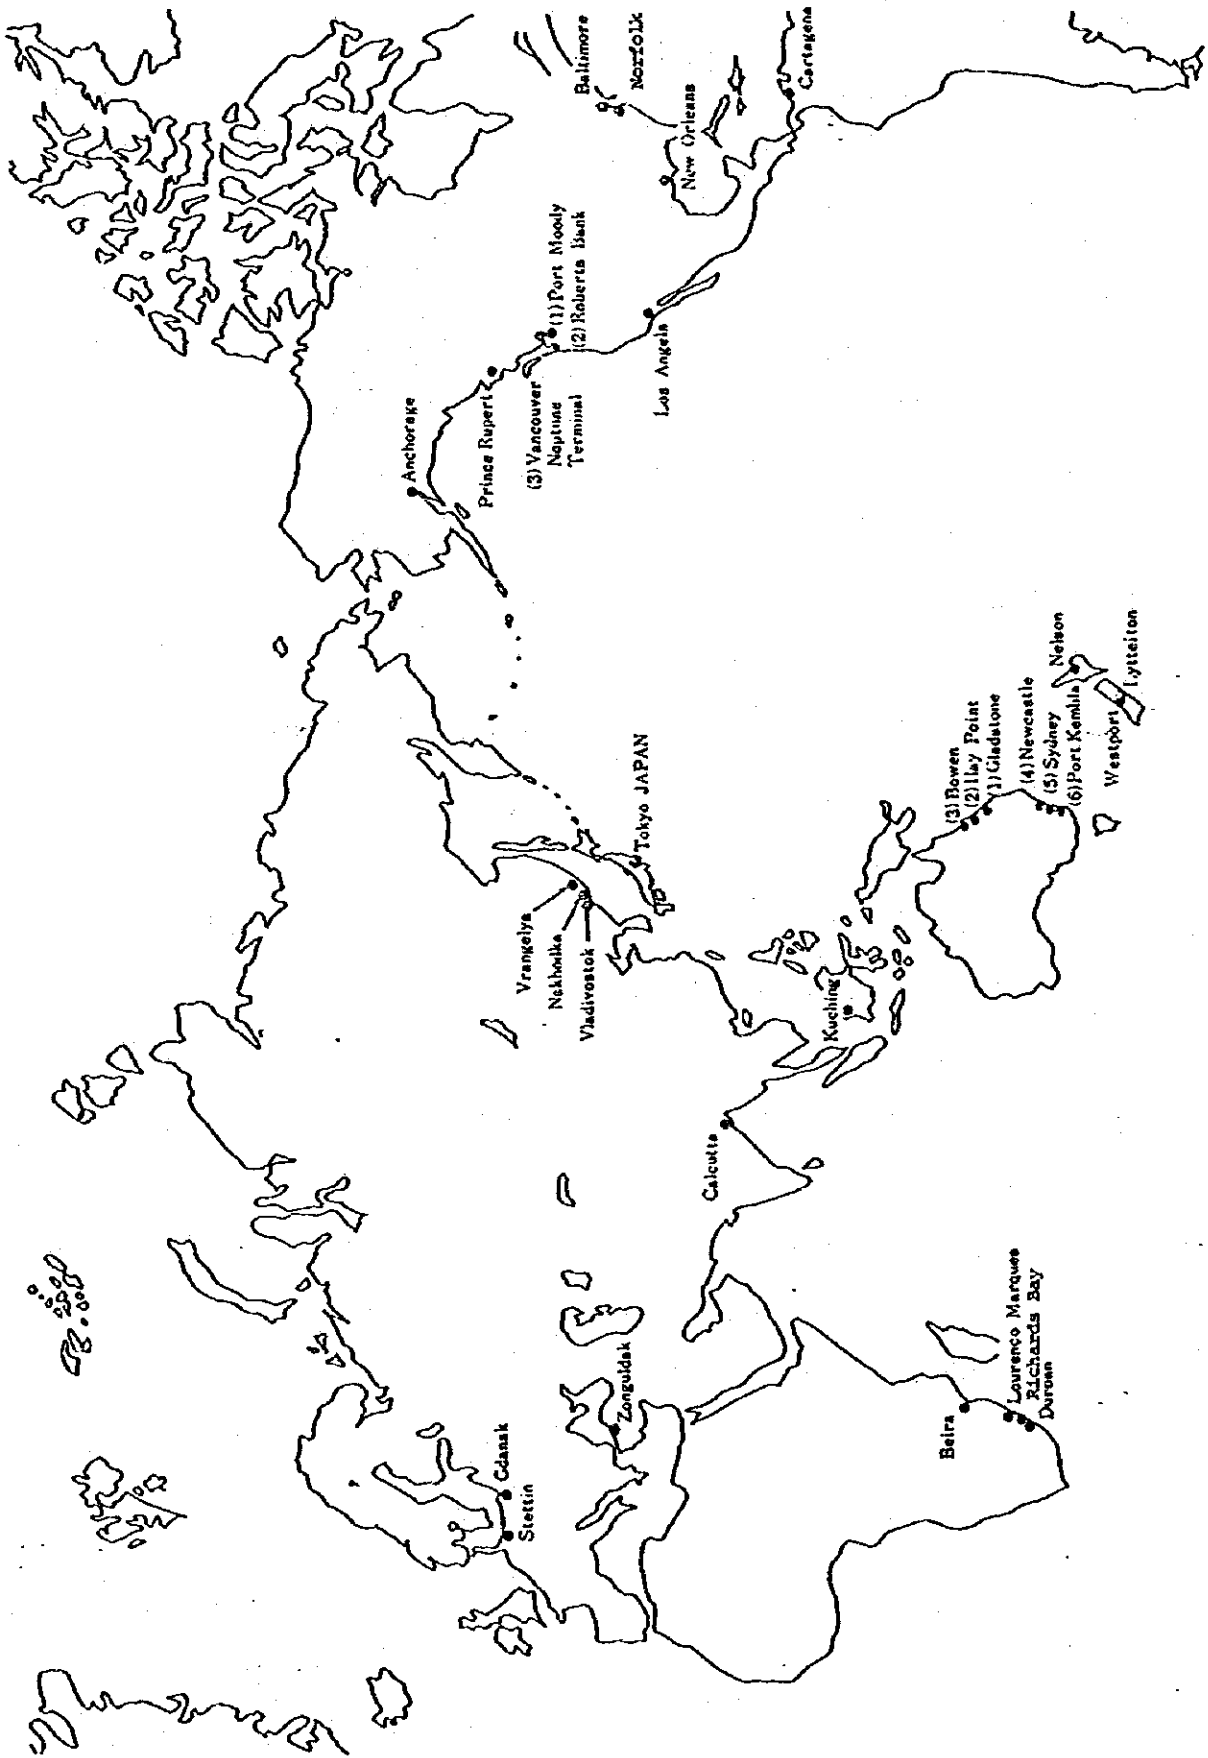 Stettin
Gdansk
Zonguldak
Beira
Lourenco Marques
Richards Bay
Calcutta
Kuching
Vrangelya
Nakhodka
Vladivostok
Tokyo JAPAN
(3) Bowen
(2) Hay Point
(1) Gladstone
(4) Newcastle
(5) Sydney
(6) Port Kembla
Nelson
Westport
Lyttelton
Anchorage
Prince Rupert
(3) Vancouver
Neptune
Terminal
(1) Port Moody
(2) Roberts Bank
Los Angels
New Orleans
Baltimore
Norfolk
Cartagena